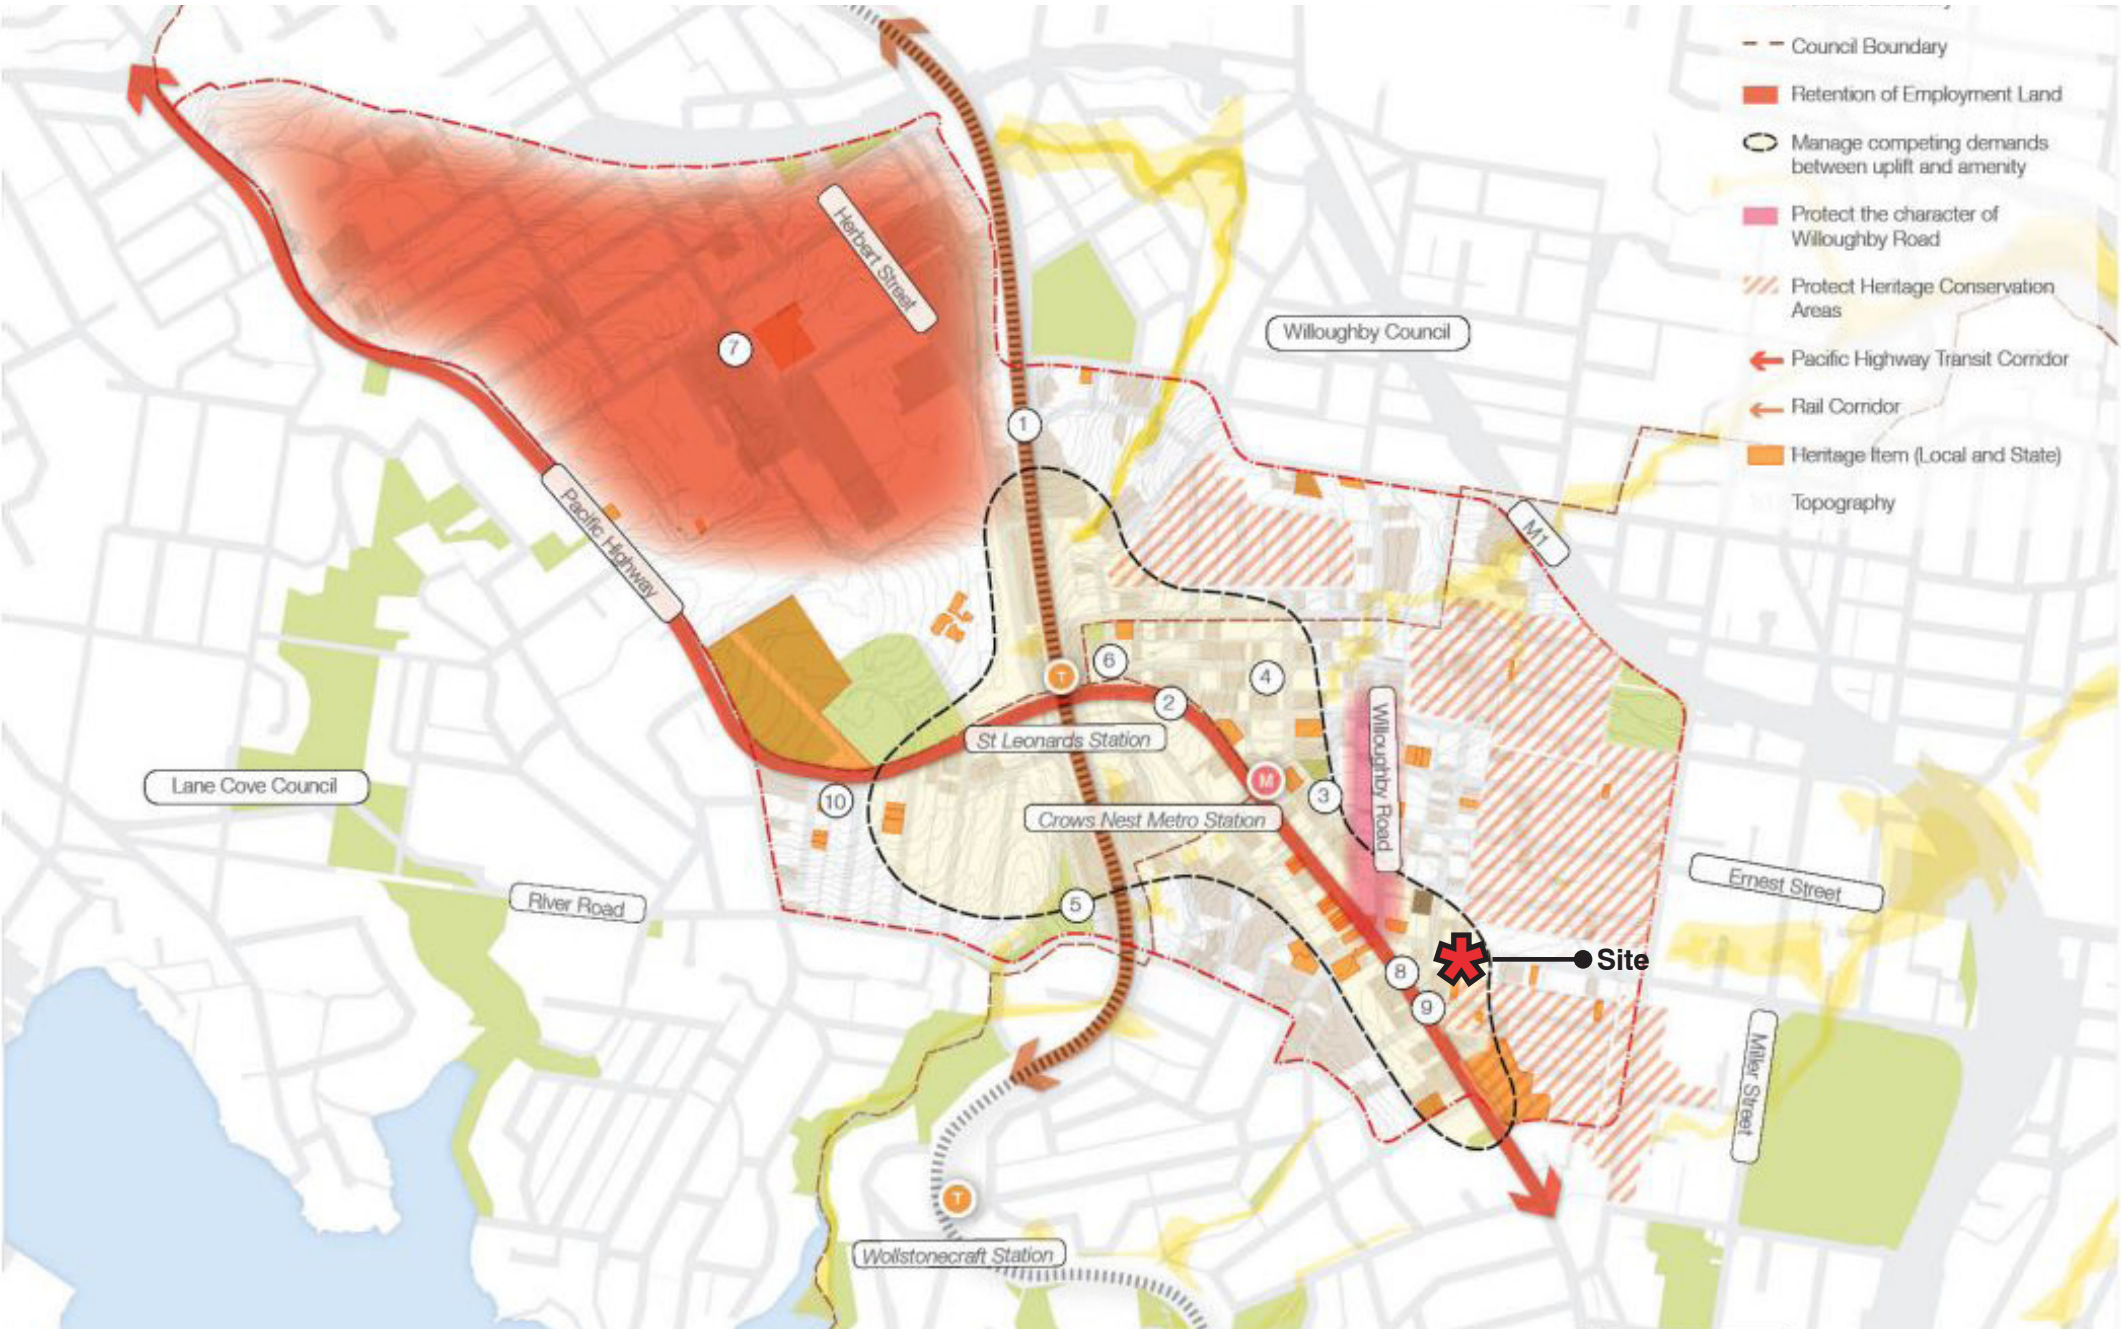 Council Boundary
Retention of Employment Land
Manage competing demands
between uplift and amenity
Protect the character of
Willoughby Road
Protect Heritage Conservation
Areas
Pacific Highway Transit Corridor
Rail Corridor
Heritage Item (Local and State)
Topography
Herbert Street
7
Willoughby Council
1
Pacific Highway
M1
T
6
4
2
St Leonards Station
Willoughby Road
M
3
Lane Cove Council
10
Crows Nest Metro Station
River Road
5
Ernest Street
Site
8
9
Miller Street
T
Wollstonecraft Station